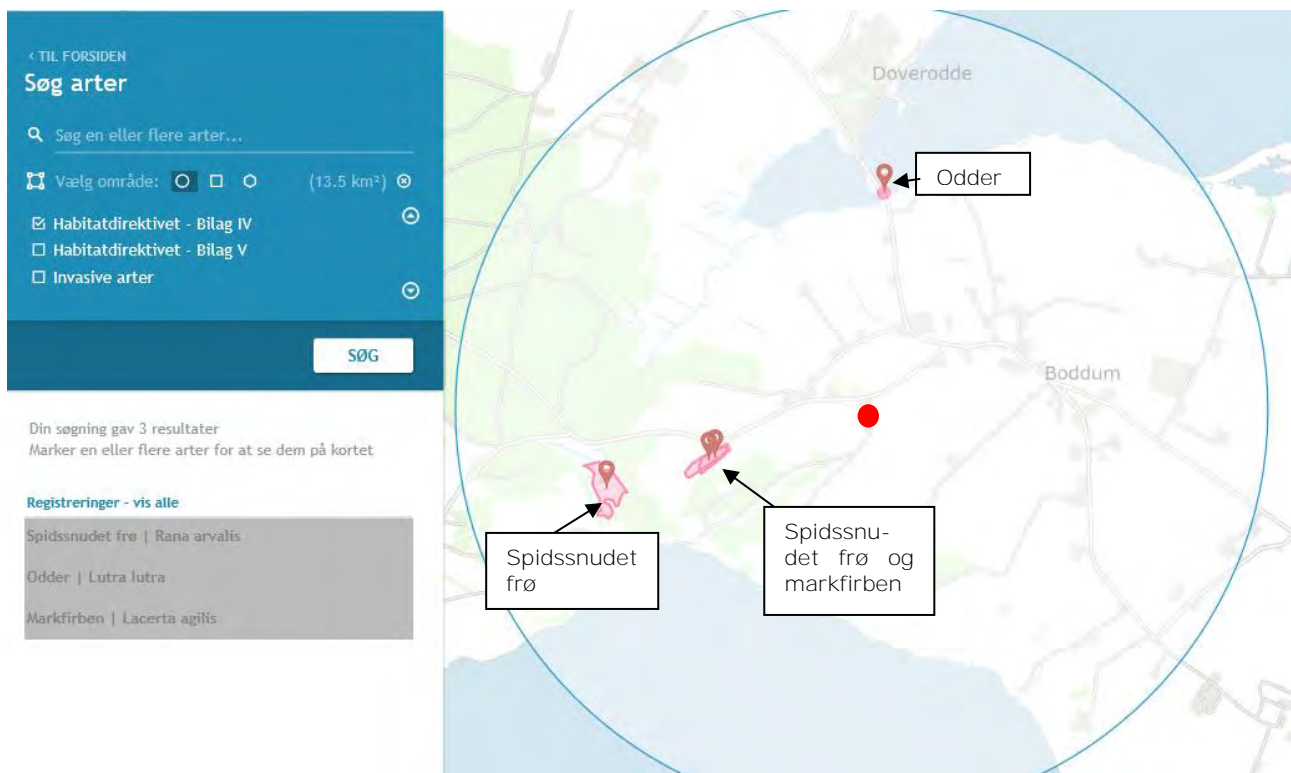 ‹ TIL FORSIDEN
Søg arter
Søg en eller flere arter...
Vælg område:
(13.5 km²)
Habitatdirektivet - Bilag IV
Habitatdirektivet - Bilag V
Invasive arter
SØG
Din søgning gav 3 resultater
Marker en eller flere arter for at se dem på kortet
Registreringer - vis alle
Spidssnudet frø | Rana arvalis
Odder | Lutra lutra
Markfirben | Lacerta agilis
Doverodde
Odder
Boddum
Spidssnudet
frø
Spidssnu-
det frø og
markfirben